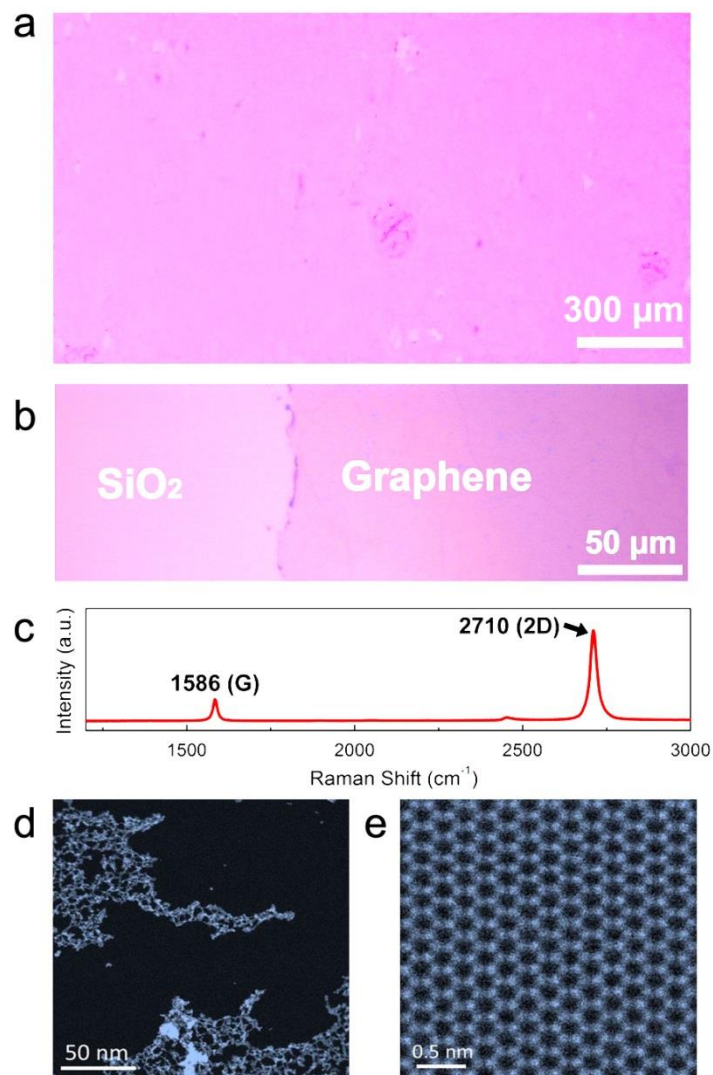 a
300 μm
b
SiO₂
Graphene
50 μm
c
2710 (2D)
1586 (G)
Intensity (a.u.)
1500 2000 2500 3000
Raman Shift (cm⁻¹)
d
e
50 nm
0.5 nm